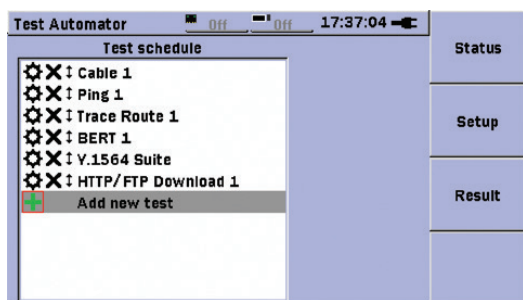 Test Automator Off Off 17:37:04
Test schedule
Cable 1
Ping 1
Trace Route 1
BERT 1
Y.1564 Suite
HTTP/FTP Download 1
Add new test
Status
Setup
Result